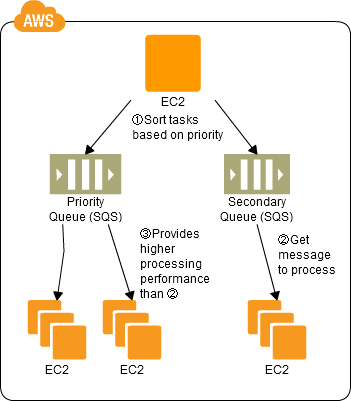 AWS
EC2
①Sort tasks
based on priority
Priority
Queue (SQS)
Secondary
Queue (SQS)
③Provides
higher
processing
performance
than ②
②Get
message
to process
EC2
EC2
EC2